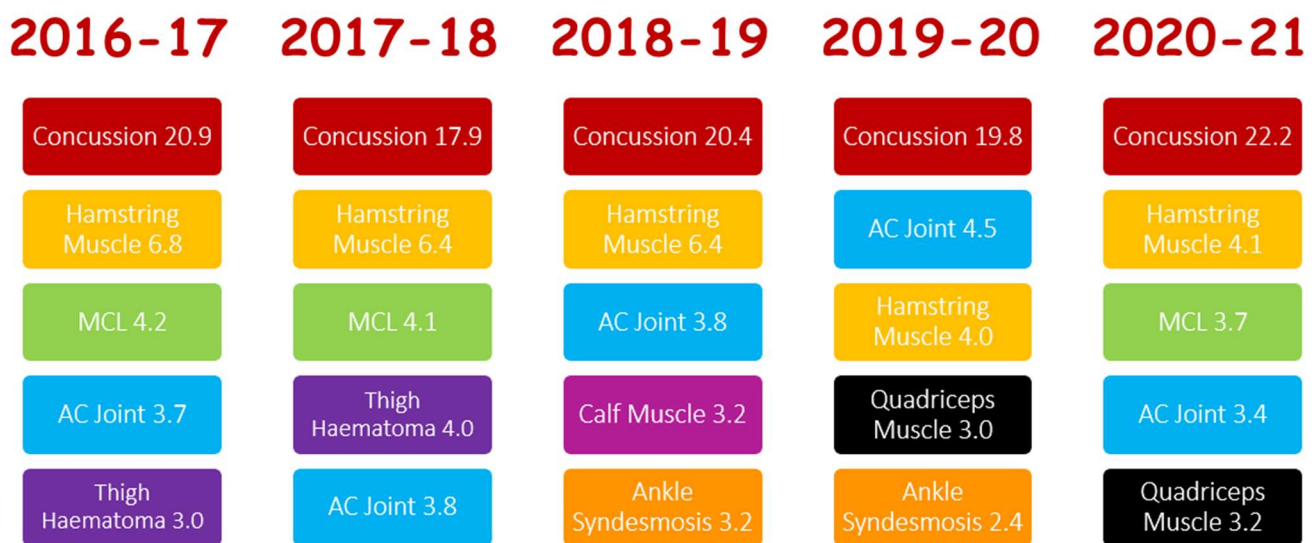 2016-17 2017-18 2018-19 2019-20 2020-21
Concussion 20.9
Hamstring
Muscle 6.8
MCL 4.2
AC Joint 3.7
Thigh
Haematoma 3.0
Concussion 17.9
Hamstring
Muscle 6.4
MCL 4.1
Thigh
Haematoma 4.0
AC Joint 3.8
Concussion 20.4
Hamstring
Muscle 6.4
AC Joint 3.8
Calf Muscle 3.2
Ankle
Syndesmosis 3.2
Concussion 19.8
AC Joint 4.5
Hamstring
Muscle 4.0
Quadriceps
Muscle 3.0
Ankle
Syndesmosis 2.4
Concussion 22.2
Hamstring
Muscle 4.1
MCL 3.7
AC Joint 3.4
Quadriceps
Muscle 3.2